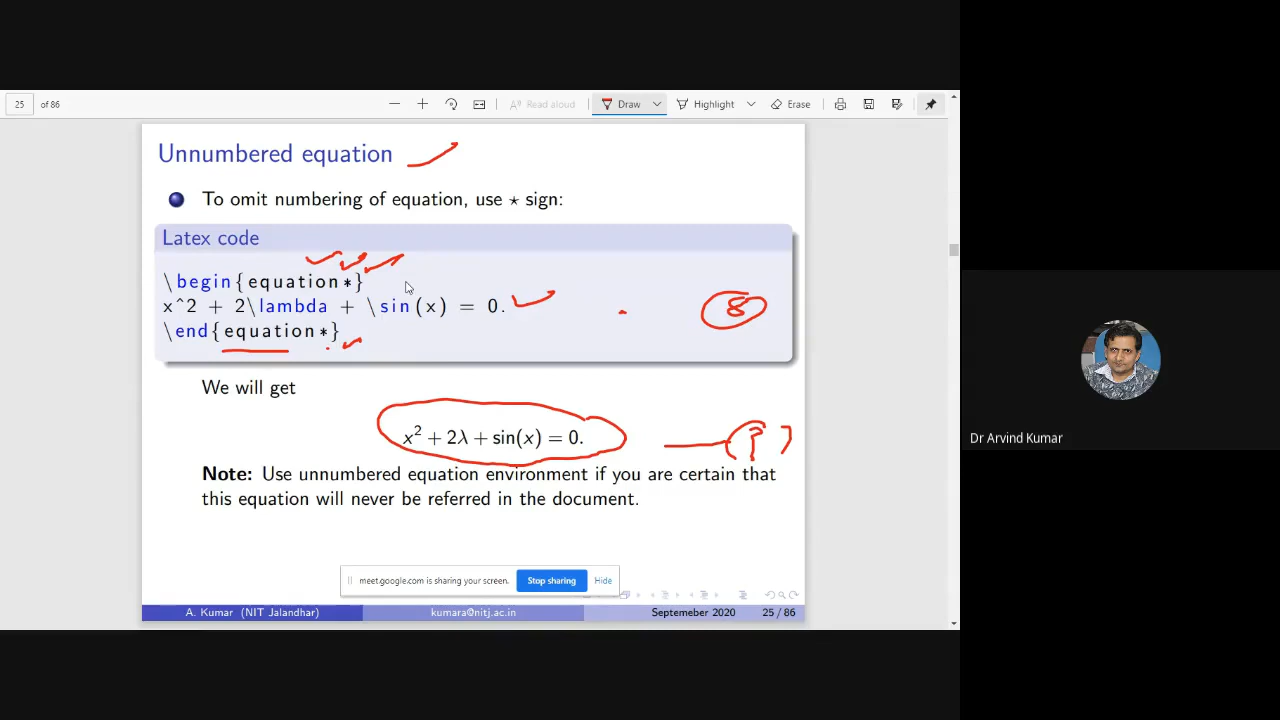 25 of 86
Read aloud
Draw
Highlight
Erase
Unnumbered equation
To omit numbering of equation, use ⋆ sign:
Latex code
\begin{equation*}
x^2 + 2\lambda + \sin(x) = 0.
\end{equation*}
8
We will get
x² + 2λ + sin(x) = 0.
Note: Use unnumbered equation environment if you are certain that
this equation will never be referred in the document.
meet.google.com is sharing your screen.
Stop sharing
Hide
A. Kumar (NIT Jalandhar)
kumara@nitj.ac.in
Septemeber 2020
25 / 86
Dr Arvind Kumar